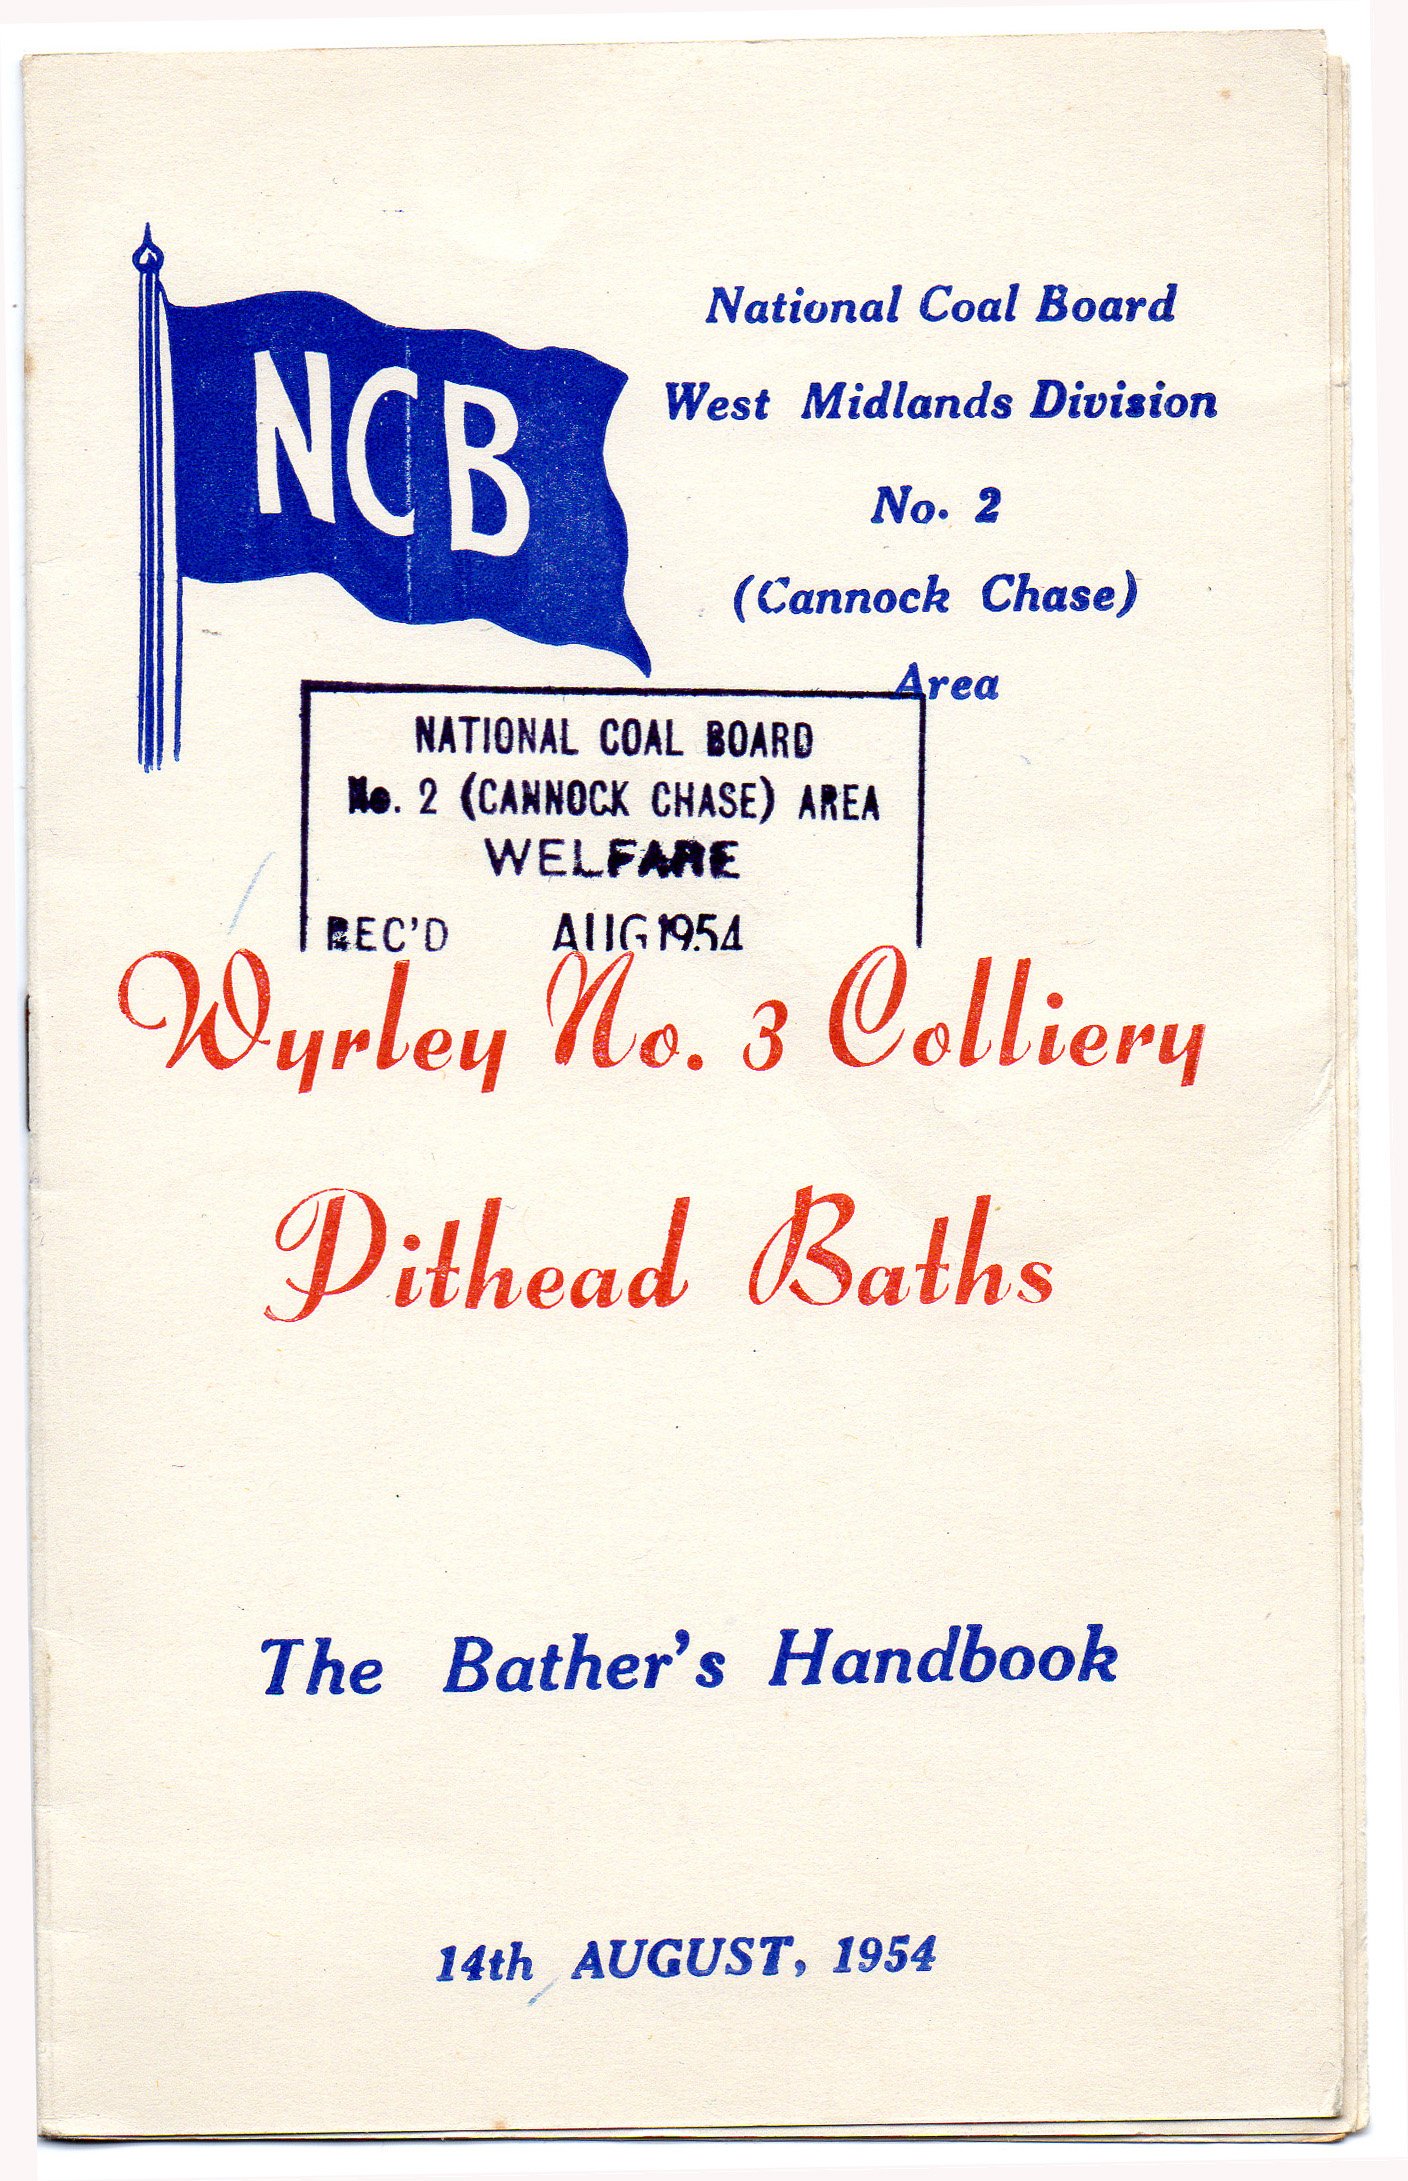 NCB
National Coal Board
West Midlands Division
No. 2
(Cannock Chase)
Area
NATIONAL COAL BOARD
No. 2 (CANNOCK CHASE) AREA
WELFARE
REC'D AUG 1954
Wyrley No. 3 Colliery
Pithead Baths
The Bather's Handbook
14th AUGUST, 1954